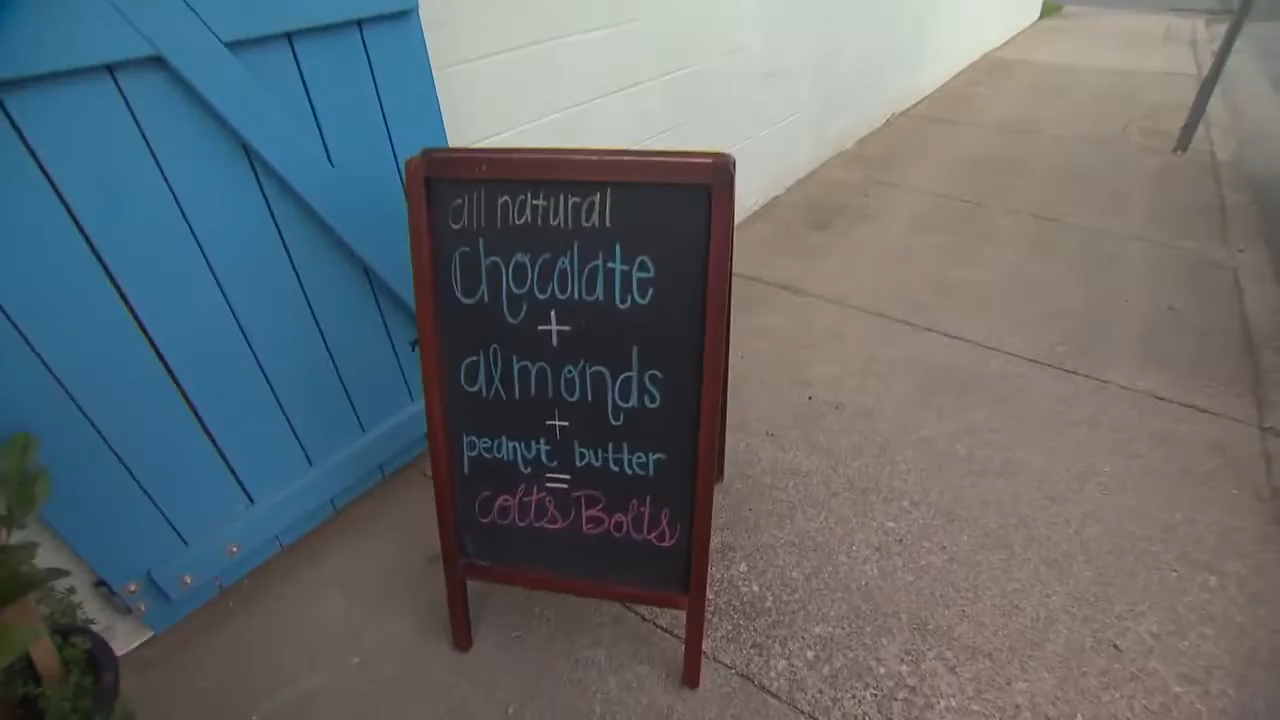 all natural
Chocolate
+
almonds
+
peanut butter
=
colts Bolts